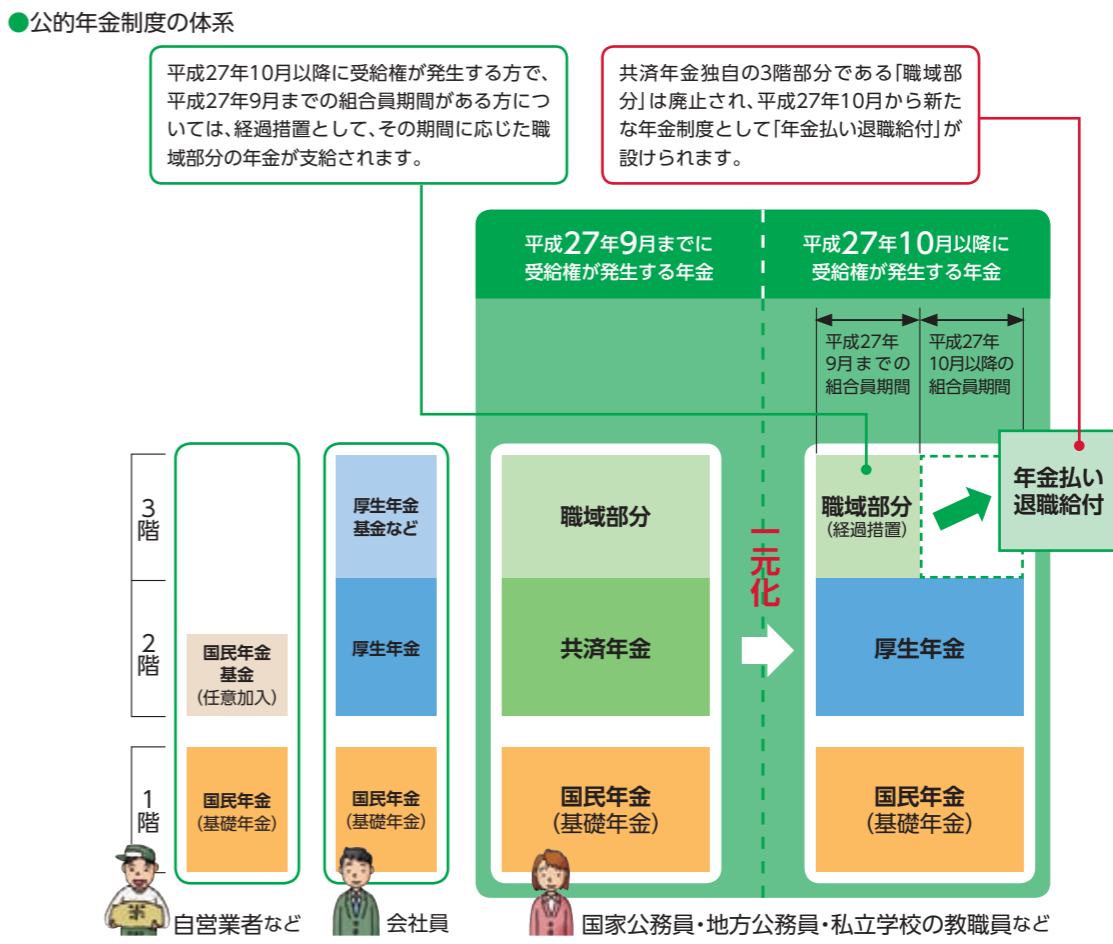 ●公的年金制度の体系
平成27年10月以降に受給権が発生する方で、
平成27年9月までの組合員期間がある方につ
いては、経過措置として、その期間に応じた職
域部分の年金が支給されます。
共済年金独自の3階部分である「職域部
分」は廃止され、平成27年10月から新た
な年金制度として「年金払い退職給付」が
設けられます。
平成27年9月までに
受給権が発生する年金
平成27年10月以降に
受給権が発生する年金
平成27年
9月までの
組合員期間
平成27年
10月以降の
組合員期間
3階
2階
1階
国民年金
基金
(任意加入)
国民年金
(基礎年金)
厚生年金
基金など
厚生年金
国民年金
(基礎年金)
職域部分
共済年金
国民年金
(基礎年金)
一元化
職域部分
(経過措置)
年金払い
退職給付
厚生年金
国民年金
(基礎年金)
米
自営業者など
会社員
国家公務員・地方公務員・私立学校の教職員など